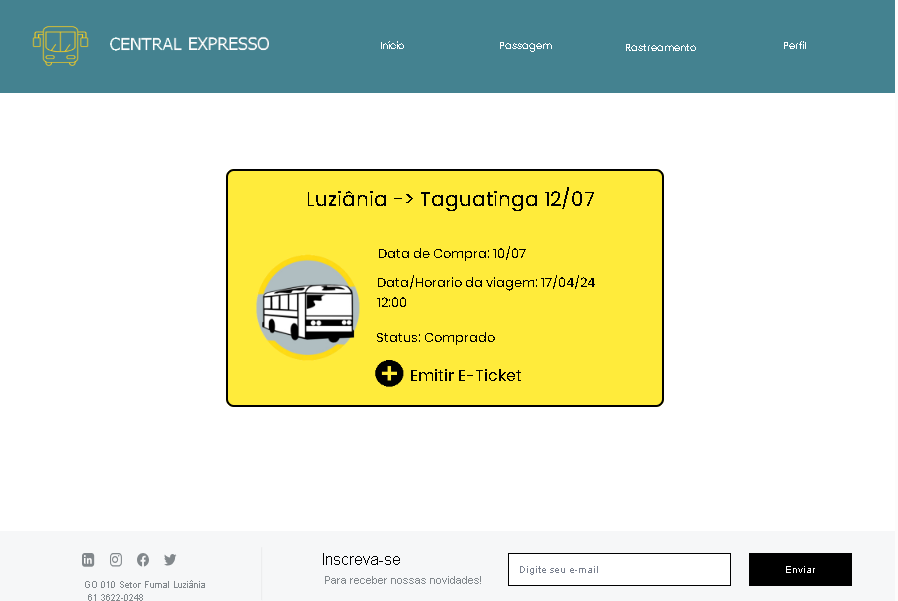 CENTRAL EXPRESSO
Início
Passagem
Rastreamento
Perfil
Luziânia -> Taguatinga 12/07
Data de Compra: 10/07
Data/Horario da viagem: 17/04/24
12:00
Status: Comprado
Emitir E-Ticket
Inscreva-se
Para receber nossas novidades!
Digite seu e-mail
Enviar
GO 010 Setor Fumal Luziânia
61 3622-0248